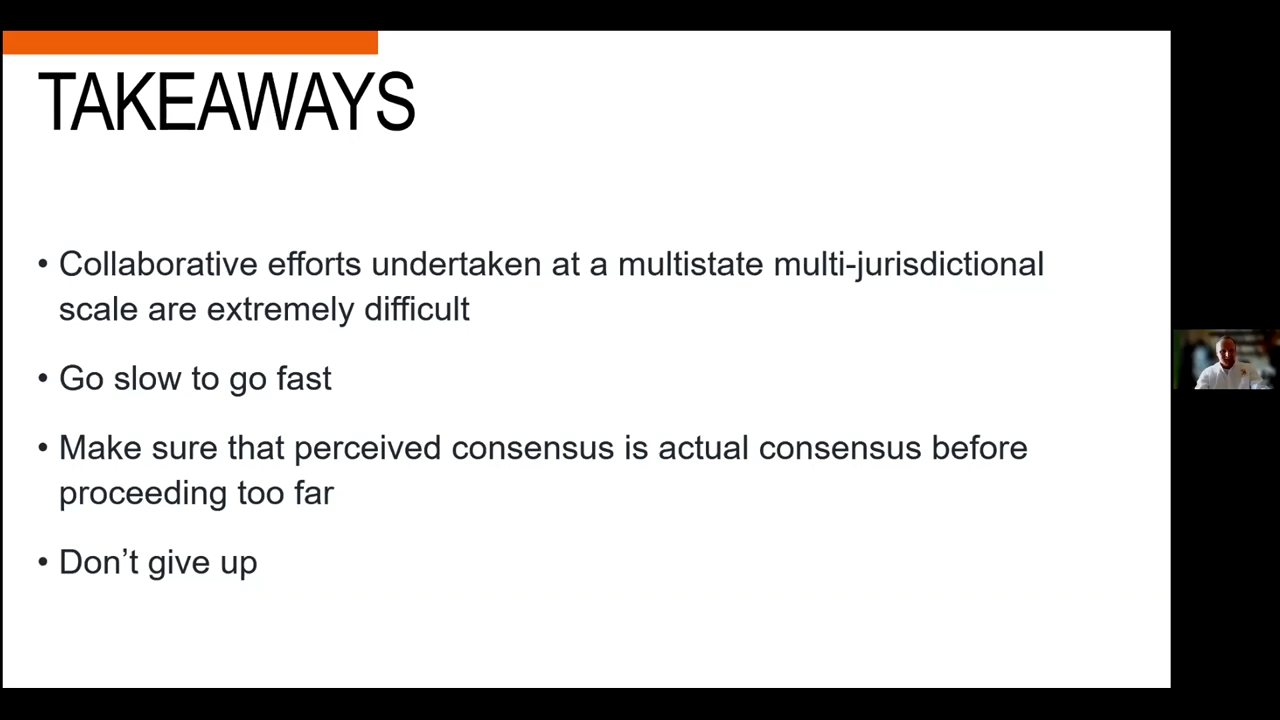 TAKEAWAYS
• Collaborative efforts undertaken at a multistate multi-jurisdictional
scale are extremely difficult
• Go slow to go fast
• Make sure that perceived consensus is actual consensus before
proceeding too far
• Don’t give up